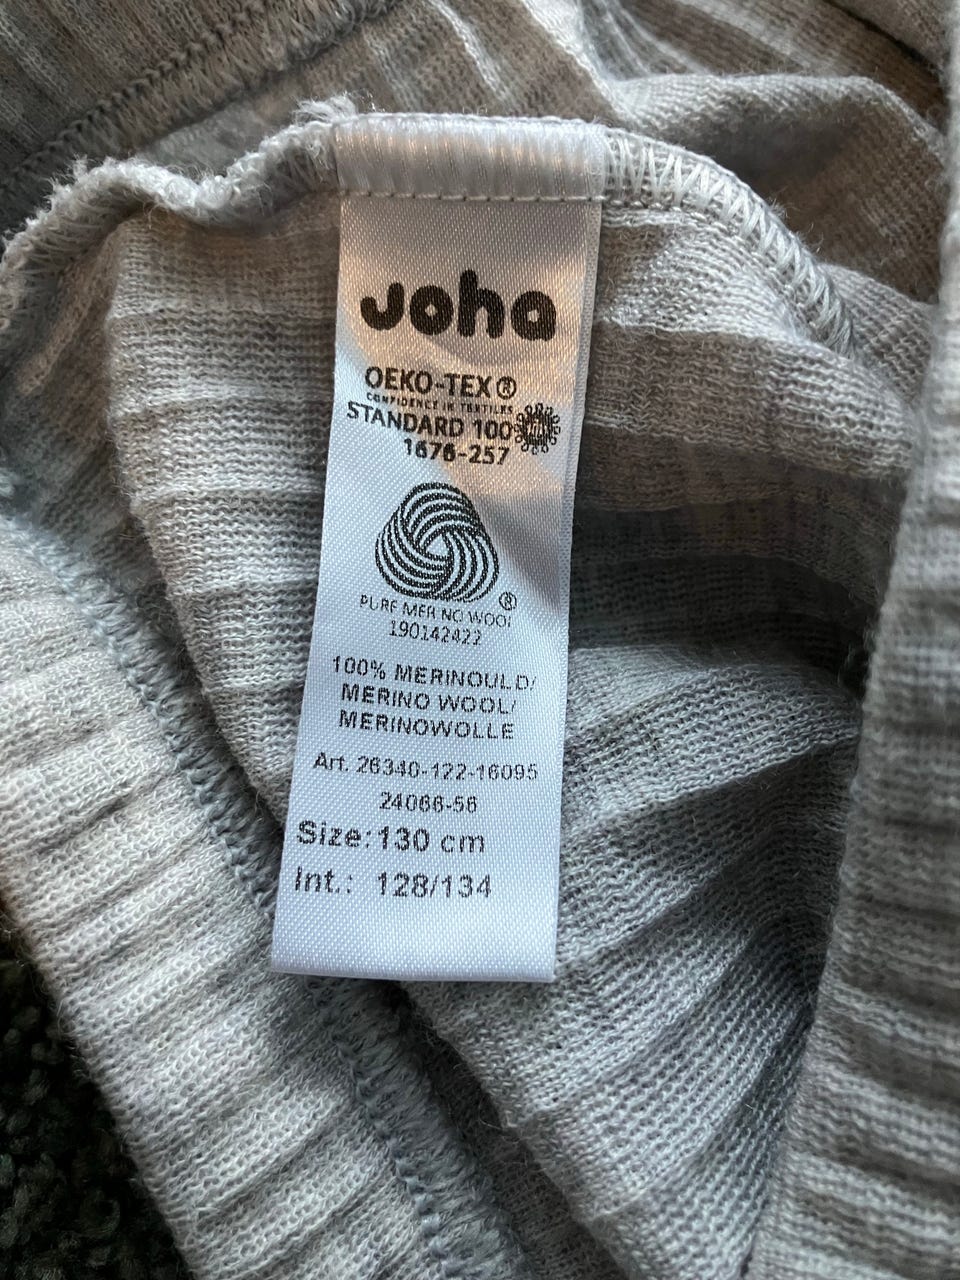 Joha
OEKO-TEX®
CONFIDENCE IN TEXTILES
STANDARD 100
1676-257
®
PURE MERINO WOOL
190142422
100% MERINOULD/
MERINO WOOL/
MERINOWOLLE
Art. 26340-122-16095
24066-56
Size: 130 cm
Int.: 128/134